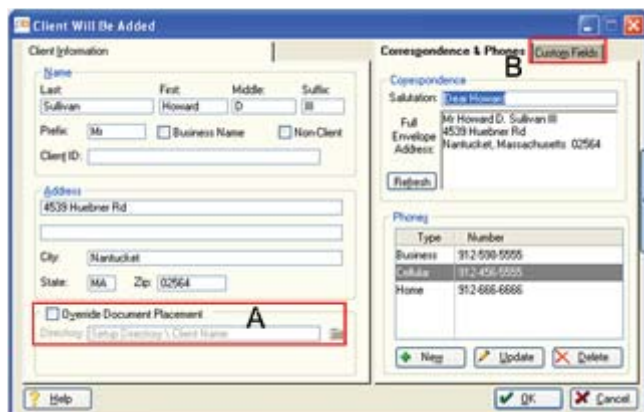 Client Will Be Added
Client Information
Name
Last: First: Middle: Suffix:
Sullivan Howard D III
Prefix: Mr Business Name Non-Client
Client ID:
Address
4539 Huebner Rd
City: Nantucket
State: MA Zip: 02564
Override Document Placement A
Directory: Setup Directory \ Client Name
Help
Correspondence & Phones Custom Fields
B
Correspondence
Salutation: Dear Howard
Full Envelope Address:
Mr Howard D. Sullivan III
4539 Huebner Rd
Nantucket, Massachusetts 02564
Refresh
Phones
Type Number
Business 912-598-5555
Cellular 912-456-5555
Home 912-666-6666
New Update Delete
OK Cancel